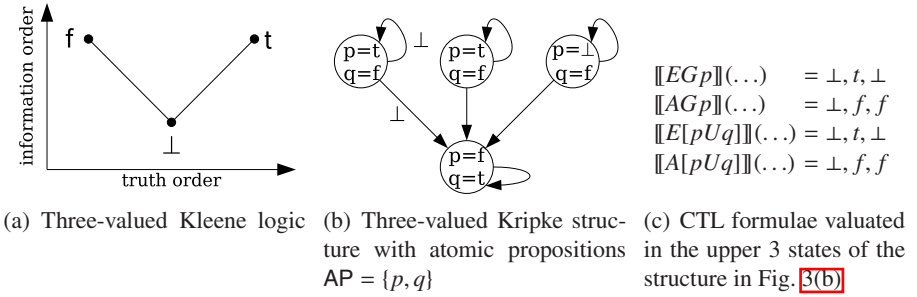 information order
f
t
⊥
truth order
p=t
q=f
⊥
p=t
q=f
p=⊥
q=f
⊥
p=f
q=t
⟦EGp⟧(...) = ⊥, t, ⊥
⟦AGp⟧(...) = ⊥, f, f
⟦E[pUq]⟧(...) = ⊥, t, ⊥
⟦A[pUq]⟧(...) = ⊥, f, f
(a) Three-valued Kleene logic
(b) Three-valued Kripke struc-
ture with atomic propositions
AP = {p, q}
(c) CTL formulae valuated
in the upper 3 states of the
structure in Fig. 3(b)